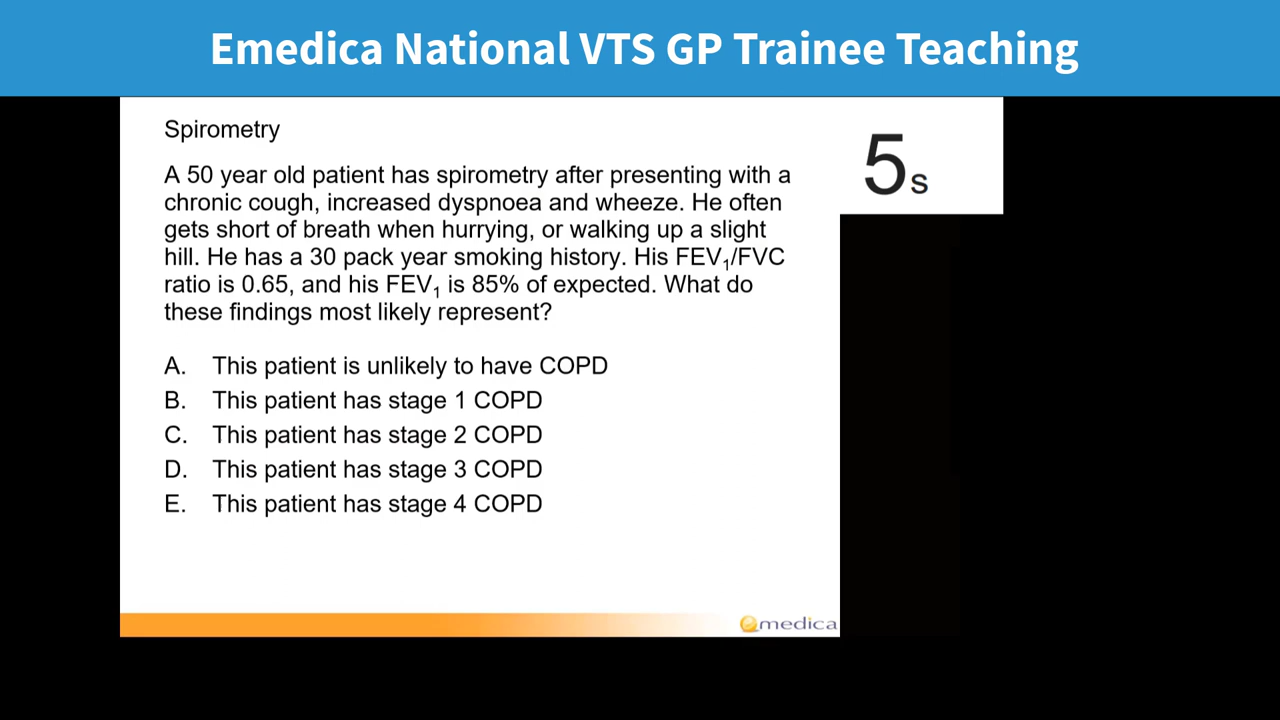 Emedica National VTS GP Trainee Teaching
Spirometry
5s
A 50 year old patient has spirometry after presenting with a
chronic cough, increased dyspnoea and wheeze. He often
gets short of breath when hurrying, or walking up a slight
hill. He has a 30 pack year smoking history. His FEV₁/FVC
ratio is 0.65, and his FEV₁ is 85% of expected. What do
these findings most likely represent?
A. This patient is unlikely to have COPD
B. This patient has stage 1 COPD
C. This patient has stage 2 COPD
D. This patient has stage 3 COPD
E. This patient has stage 4 COPD
emedica